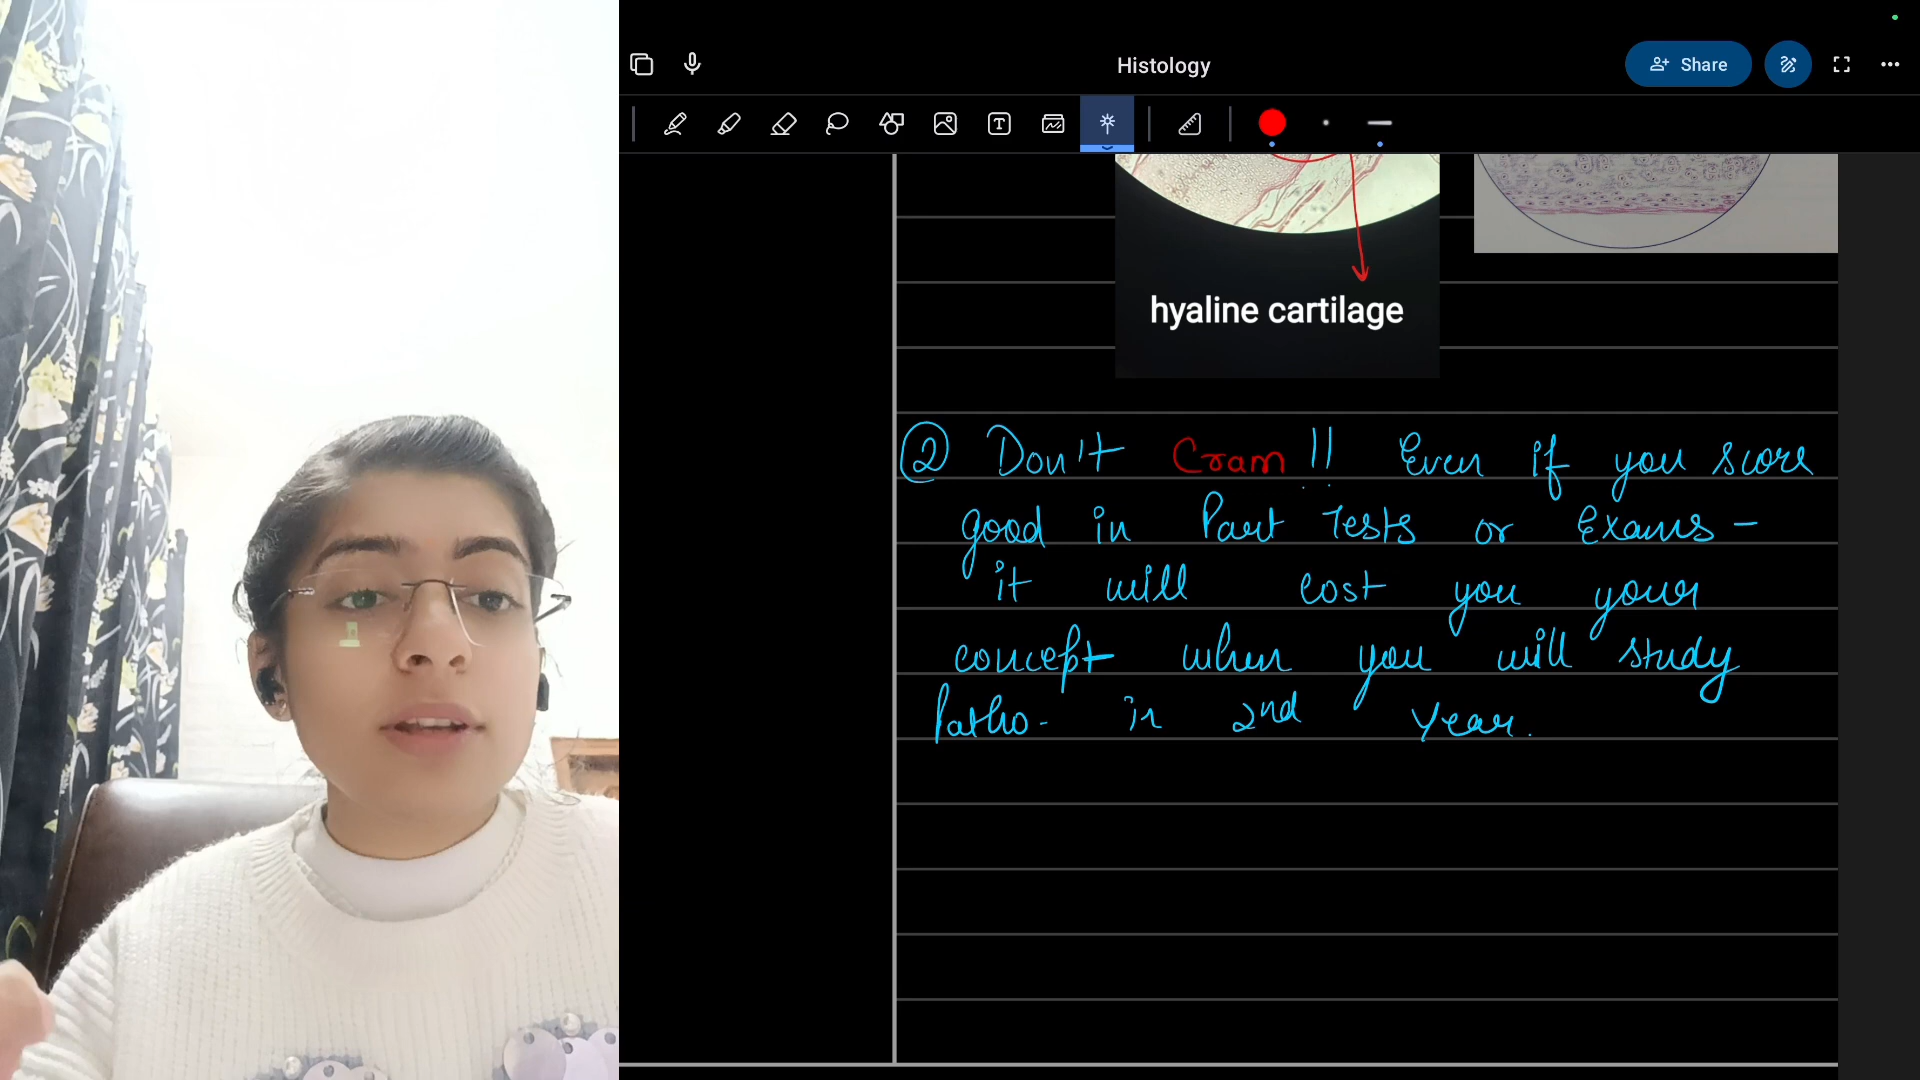 Histology
Share
hyaline cartilage
② Don't Cram!! Even if you score
good in Part Tests or Exams -
it will cost you your
concept when you will study
Patho- in 2nd Year.